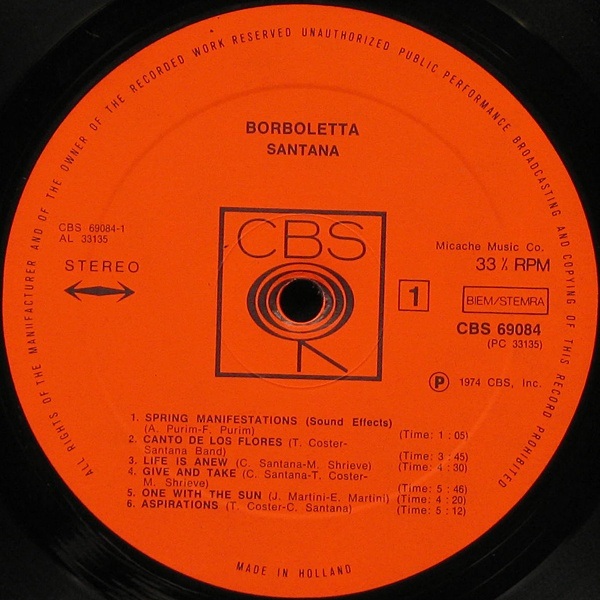 ALL RIGHTS OF THE MANUFACTURER AND OF THE OWNER OF THE RECORDED WORK RESERVED UNAUTHORIZED PUBLIC PERFORMANCE BROADCASTING AND COPYING OF THIS RECORD PROHIBITED
BORBOLETTA
SANTANA
CBS
CBS 69084-1
AL 33135
STEREO
Micache Music Co.
33 ⅓ RPM
1
BIEM/STEMRA
CBS 69084
(PC 33135)
Ⓟ 1974 CBS, Inc.
1. SPRING MANIFESTATIONS (Sound Effects)
(A. Purim-F. Purim) (Time: 1 : 05)
2. CANTO DE LOS FLORES (T. Coster-
Santana Band) (Time: 3 : 45)
3. LIFE IS ANEW (C. Santana-M. Shrieve) (Time: 4 : 30)
4. GIVE AND TAKE (C. Santana-T. Coster-
M. Shrieve) (Time: 5 : 46)
5. ONE WITH THE SUN (J. Martini-E. Martini) (Time: 4 : 20)
6. ASPIRATIONS (T. Coster-C. Santana) (Time: 5 : 12)
MADE IN HOLLAND